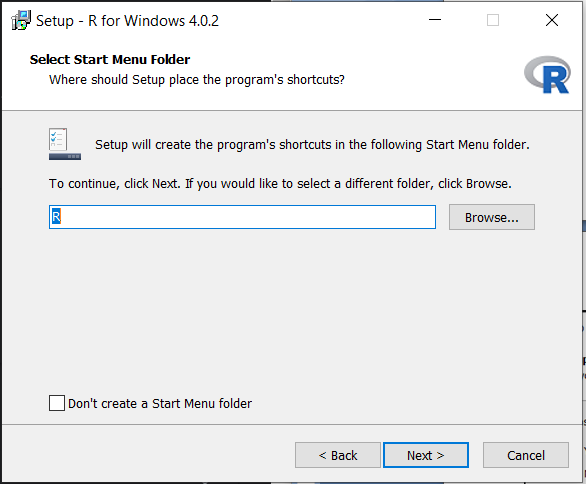 Setup - R for Windows 4.0.2
Select Start Menu Folder
Where should Setup place the program's shortcuts?
R
Setup will create the program's shortcuts in the following Start Menu folder.
To continue, click Next. If you would like to select a different folder, click Browse.
R
Browse...
Don't create a Start Menu folder
< Back
Next >
Cancel